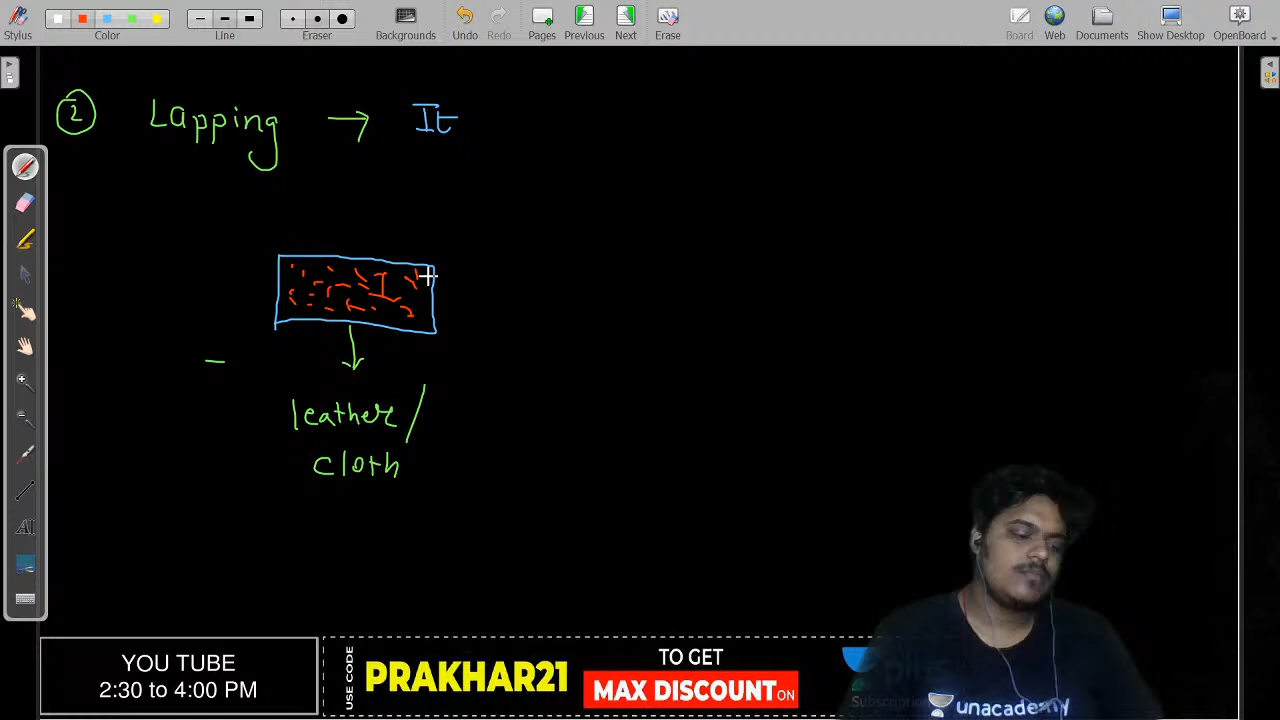 Stylus
Color
Line
Eraser
Backgrounds
Undo
Redo
Pages
Previous
Next
Erase
Board
Web
Documents
Show Desktop
OpenBoard
2 Lapping → It
leather/
cloth
YOU TUBE
2:30 to 4:00 PM
USE CODE
PRAKHAR21
TO GET
MAX DISCOUNT ON
plus
Subscription
unacademy